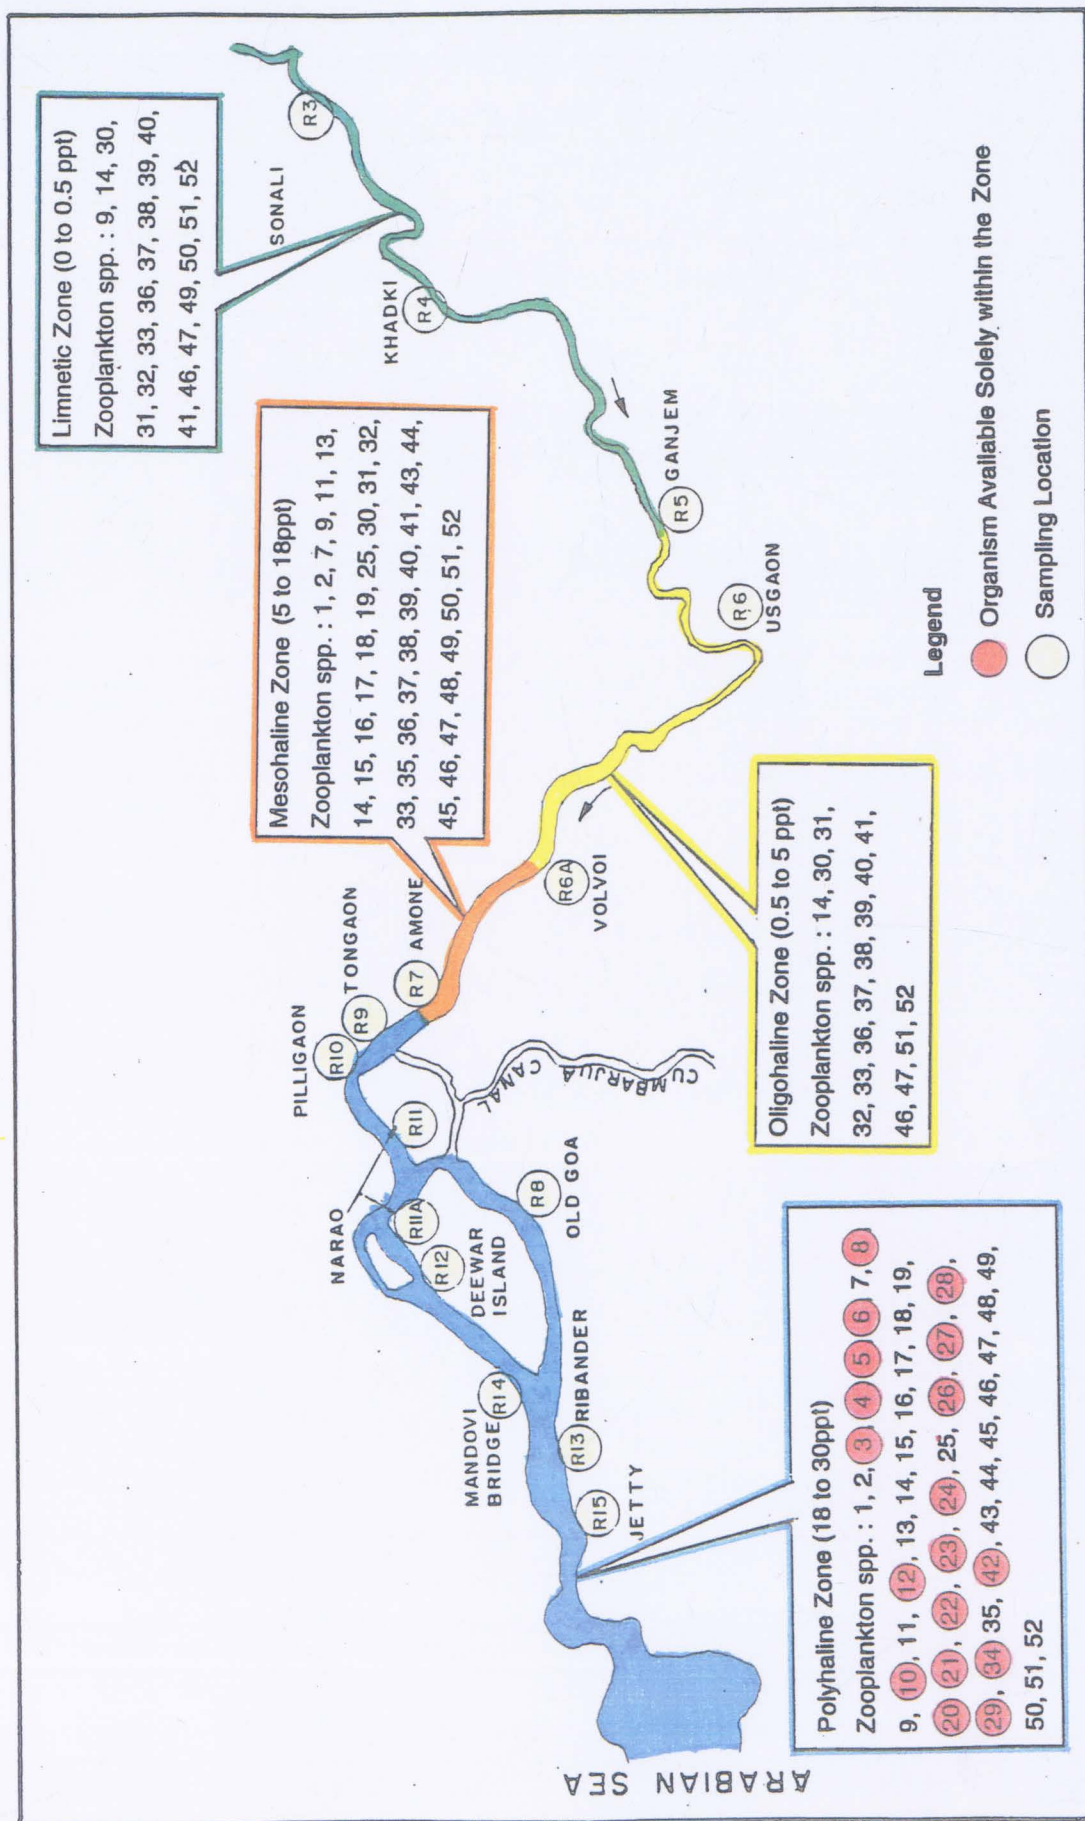 Limnetic Zone (0 to 0.5 ppt)
Zooplankton spp. : 9, 14, 30,
31, 32, 33, 36, 37, 38, 39, 40,
41, 46, 47, 49, 50, 51, 52
Mesohaline Zone (5 to 18ppt)
Zooplankton spp. : 1, 2, 7, 9, 11, 13,
14, 15, 16, 17, 18, 19, 25, 30, 31, 32,
33, 35, 36, 37, 38, 39, 40, 41, 43, 44,
45, 46, 47, 48, 49, 50, 51, 52
PILLIGAON
R10
TONGAON
R9
AMONE
R7
KHADKI
R4
SONALI
R3
NARAO
R11
R11A
R12
DEEWAR
ISLAND
MANDOVI
BRIDGE
R14
R13
RIBANDER
R15
JETTY
R8
OLD GOA
CUMBARJUA
CANAL
R6A
VOLVOI
R5
GANJEM
R6
USGAON
ARABIAN SEA
Polyhaline Zone (18 to 30ppt)
Zooplankton spp. : 1, 2, 3, 4 5 6 7, 8
9, 10, 11, 12, 13, 14, 15, 16, 17, 18, 19,
20 21, 22, 23, 24, 25, 26, 27, 28,
29, 34 35, 42, 43, 44, 45, 46, 47, 48, 49,
50, 51, 52
Oligohaline Zone (0.5 to 5 ppt)
Zooplankton spp. : 14, 30, 31,
32, 33, 36, 37, 38, 39, 40, 41,
46, 47, 51, 52
Legend
Organism Available Solely within the Zone
Sampling Location